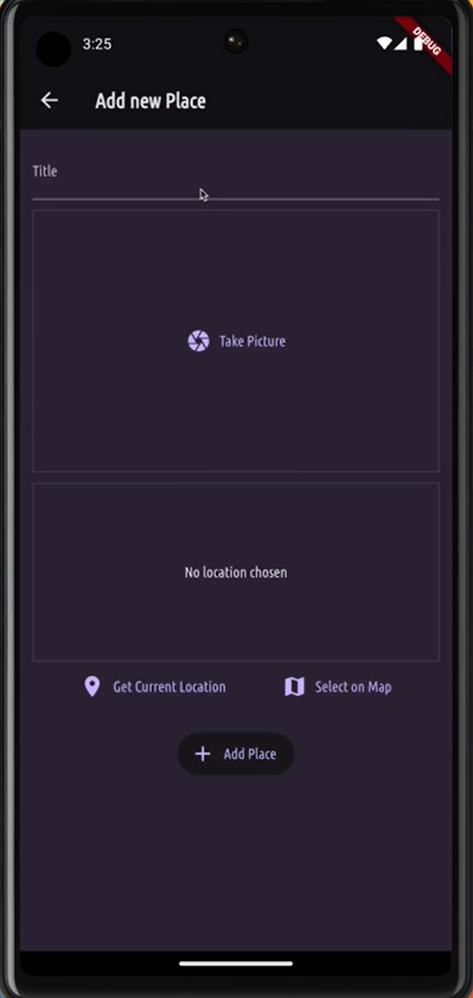 3:25
DEBUG
Add new Place
Title
Take Picture
No location chosen
Get Current Location
Select on Map
Add Place